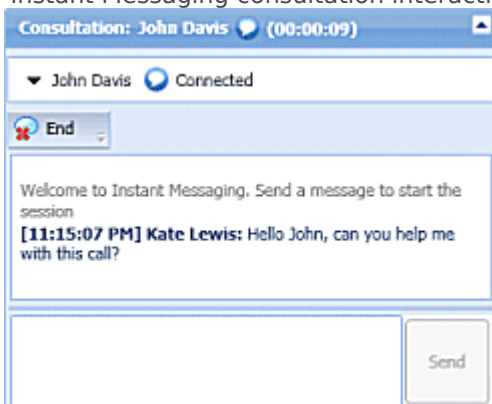 Instant Messaging consultation interacti
Consultation: John Davis (00:00:09)
John Davis Connected
End
Welcome to Instant Messaging. Send a message to start the
session
[11:15:07 PM] Kate Lewis: Hello John, can you help me
with this call?
Send